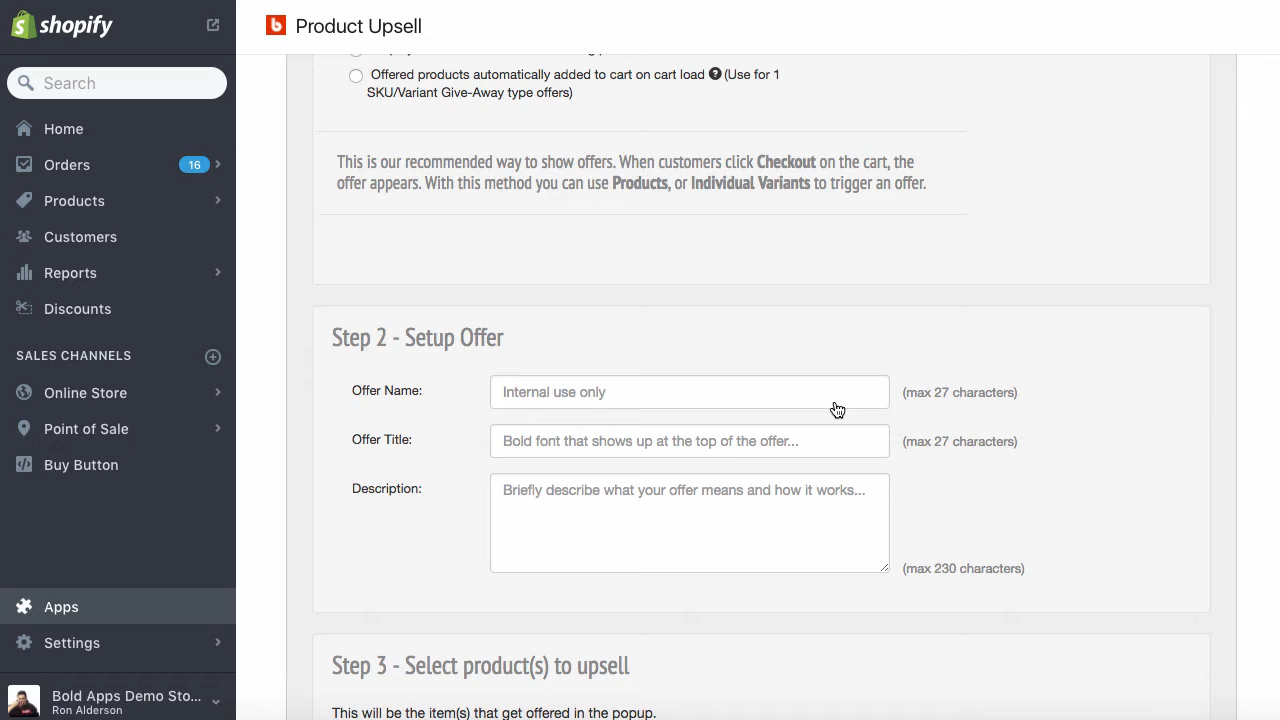 shopify
Product Upsell
Search
Offered products automatically added to cart on cart load ? (Use for 1
SKU/Variant Give-Away type offers)
Home
Orders 16
Products
Customers
Reports
Discounts
This is our recommended way to show offers. When customers click Checkout on the cart, the
offer appears. With this method you can use Products, or Individual Variants to trigger an offer.
SALES CHANNELS
Online Store
Point of Sale
Buy Button
Step 2 - Setup Offer
Offer Name: Internal use only (max 27 characters)
Offer Title: Bold font that shows up at the top of the offer... (max 27 characters)
Description: Briefly describe what your offer means and how it works...
(max 230 characters)
Apps
Settings
Step 3 - Select product(s) to upsell
This will be the item(s) that get offered in the popup.
Bold Apps Demo Sto...
Ron Alderson